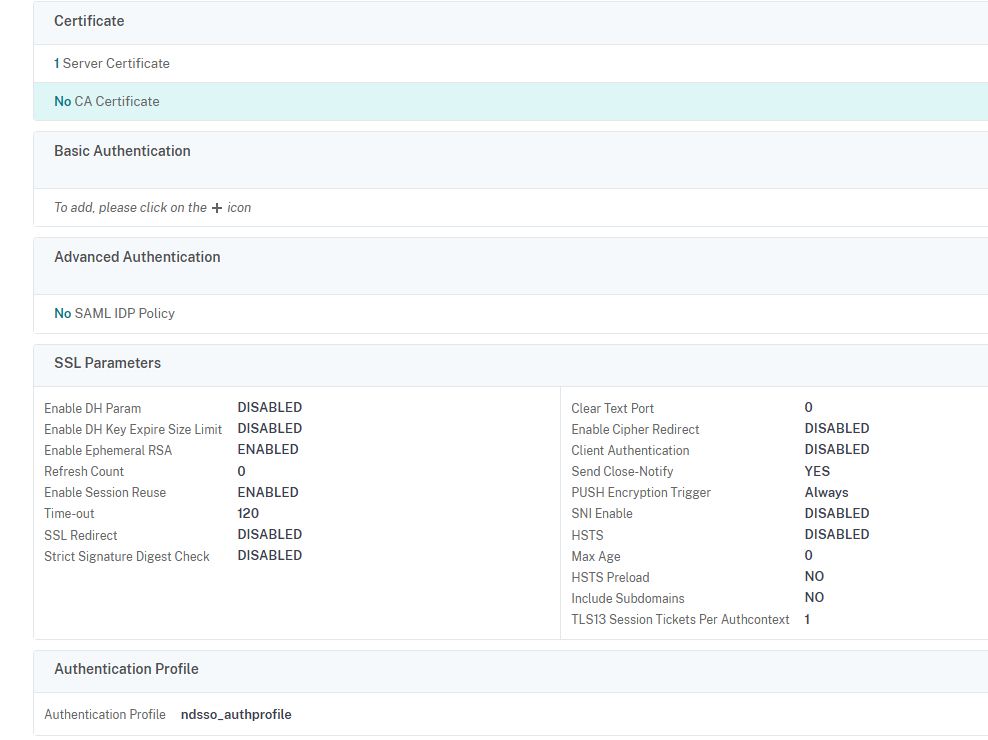 Certificate
1 Server Certificate
No CA Certificate
Basic Authentication
To add, please click on the + icon
Advanced Authentication
No SAML IDP Policy
SSL Parameters
Enable DH Param DISABLED
Enable DH Key Expire Size Limit DISABLED
Enable Ephemeral RSA ENABLED
Refresh Count 0
Enable Session Reuse ENABLED
Time-out 120
SSL Redirect DISABLED
Strict Signature Digest Check DISABLED
Clear Text Port 0
Enable Cipher Redirect DISABLED
Client Authentication DISABLED
Send Close-Notify YES
PUSH Encryption Trigger Always
SNI Enable DISABLED
HSTS DISABLED
Max Age 0
HSTS Preload NO
Include Subdomains NO
TLS13 Session Tickets Per Authcontext 1
Authentication Profile
Authentication Profile ndsso_authprofile